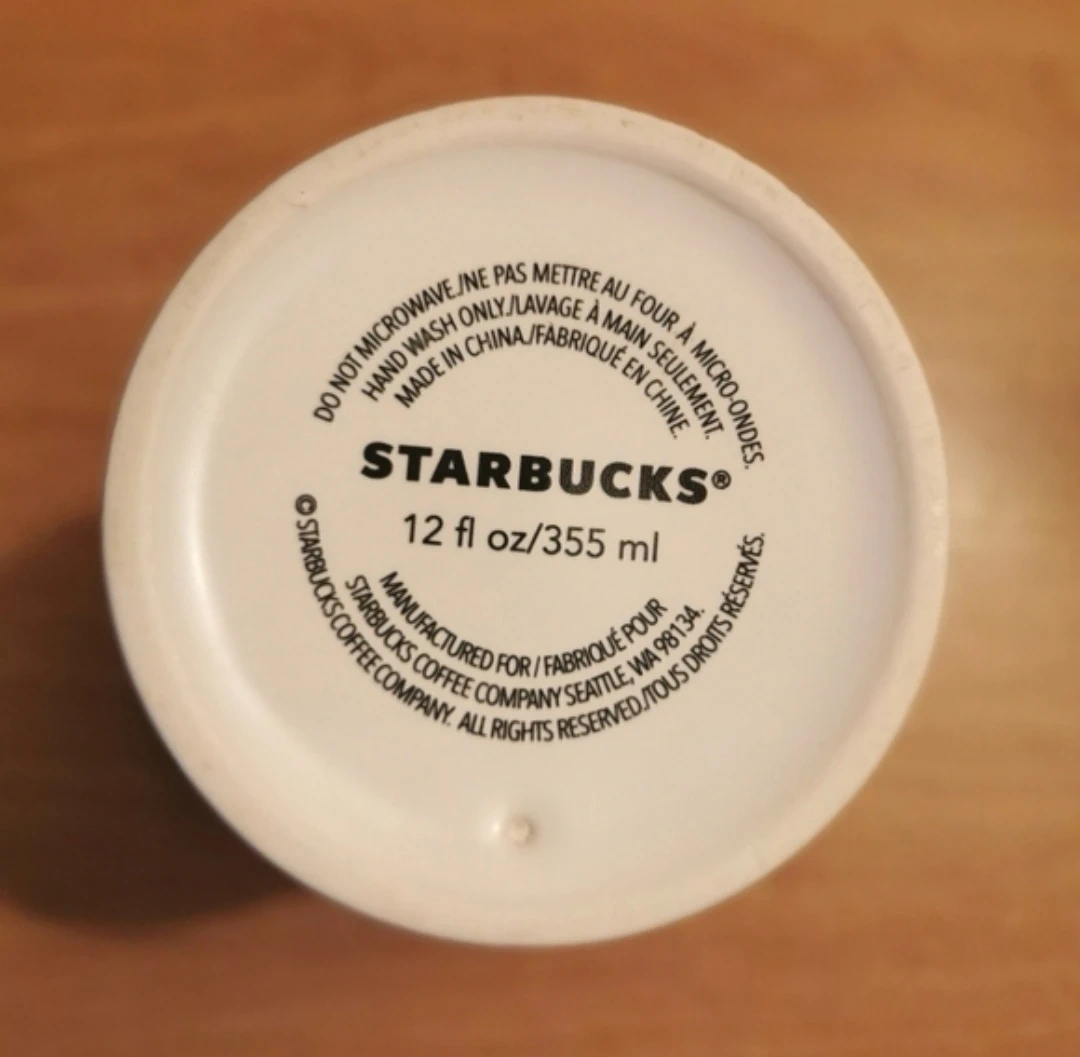 DO NOT MICROWAVE./NE PAS METTRE AU FOUR À MICRO-ONDES.
HAND WASH ONLY./LAVAGE À MAIN SEULEMENT.
MADE IN CHINA./FABRIQUÉ EN CHINE.
STARBUCKS®
12 fl oz/355 ml
MANUFACTURED FOR / FABRIQUÉ POUR
STARBUCKS COFFEE COMPANY SEATTLE, WA 98134.
© STARBUCKS COFFEE COMPANY. ALL RIGHTS RESERVED./TOUS DROITS RÉSERVÉS.